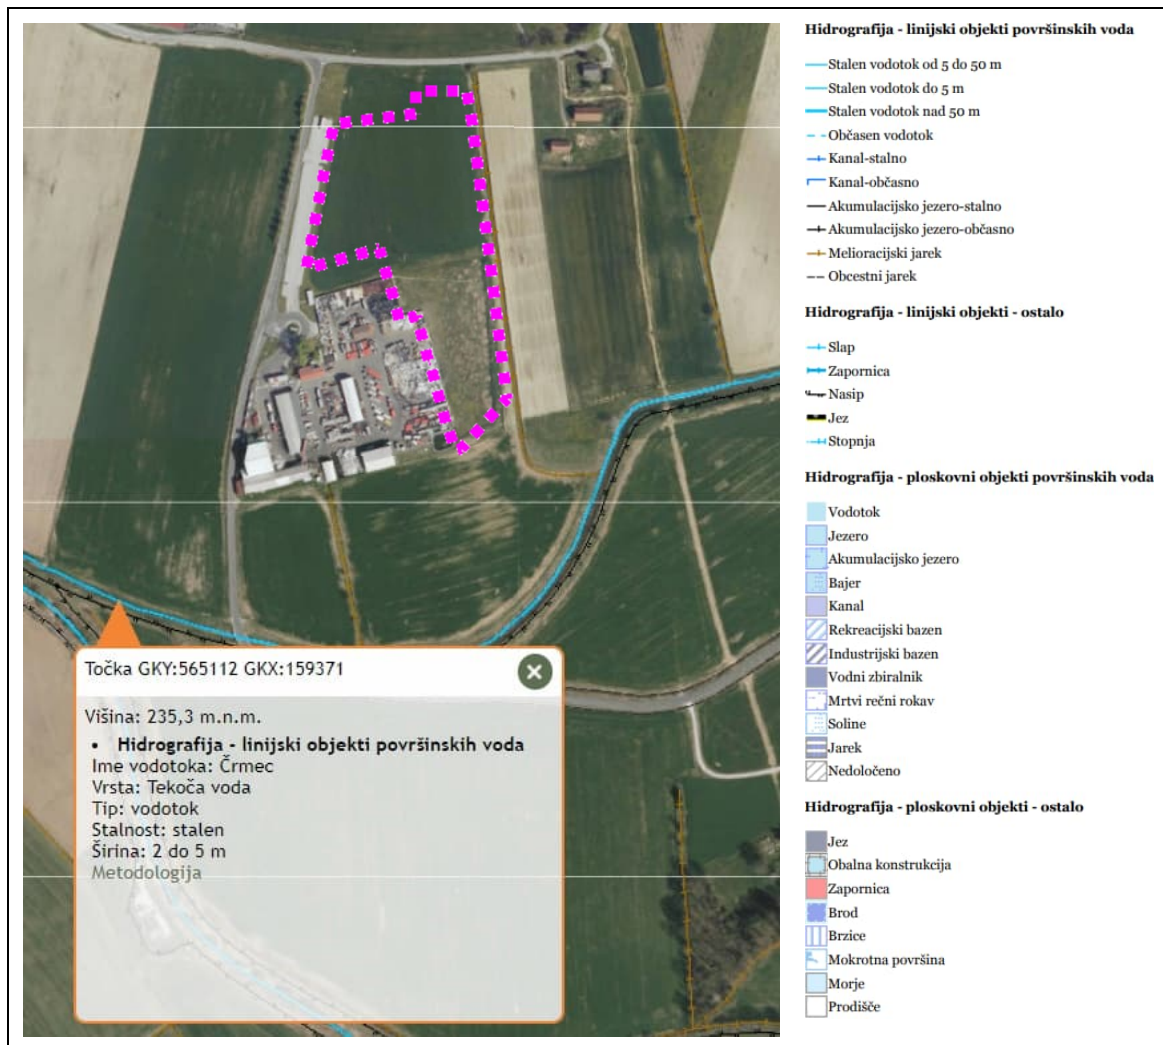 Točka GKY:565112 GKX:159371
Višina: 235,3 m.n.m.
• Hidrografija - linijski objekti površinskih voda
Ime vodotoka: Črmec
Vrsta: Tekoča voda
Tip: vodotok
Stalnost: stalen
Širina: 2 do 5 m
Metodologija
Hidrografija - linijski objekti površinskih voda
Stalen vodotok od 5 do 50 m
Stalen vodotok do 5 m
Stalen vodotok nad 50 m
Občasen vodotok
Kanal-stalno
Kanal-občasno
Akumulacijsko jezero-stalno
Akumulacijsko jezero-občasno
Melioracijski jarek
Obcestni jarek
Hidrografija - linijski objekti - ostalo
Slap
Zapornica
Nasip
Jez
Stopnja
Hidrografija - ploskovni objekti površinskih voda
Vodotok
Jezero
Akumulacijsko jezero
Bajer
Kanal
Rekreacijski bazen
Industrijski bazen
Vodni zbiralnik
Mrtvi rečni rokav
Soline
Jarek
Nedoločeno
Hidrografija - ploskovni objekti - ostalo
Jez
Obalna konstrukcija
Zapornica
Brod
Brzice
Mokrotna površina
Morje
Prodišče